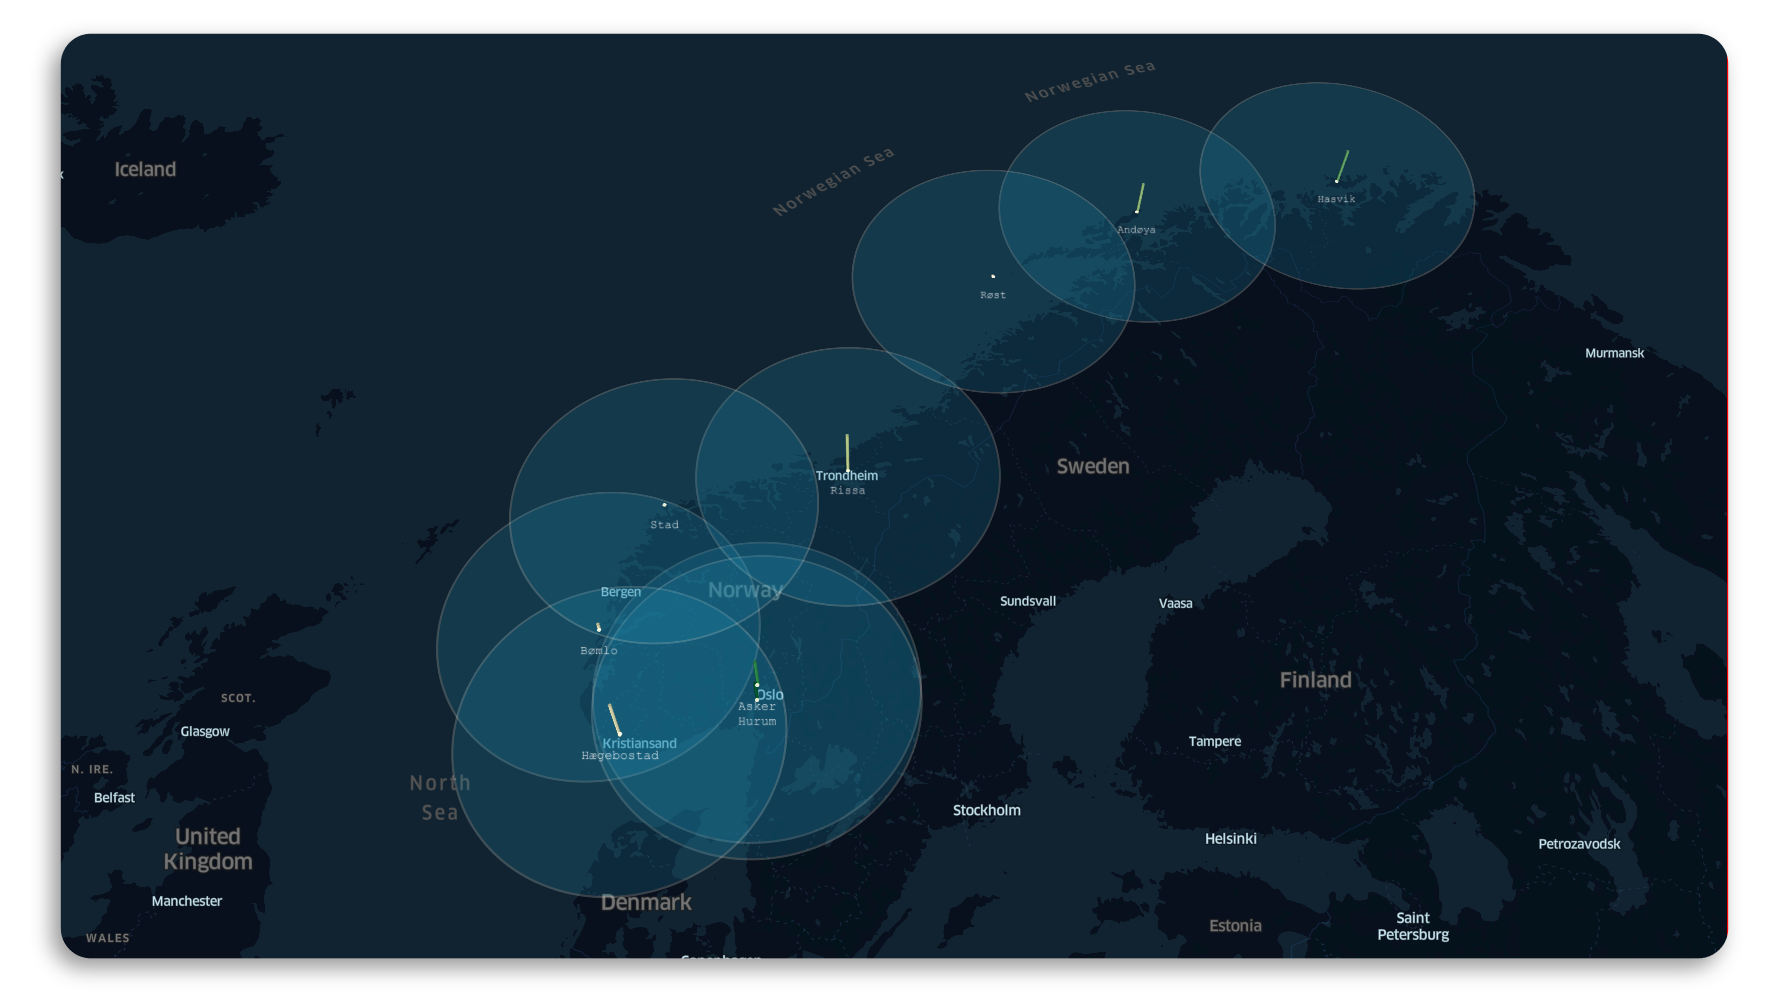 Norwegian Sea
Norwegian Sea
Iceland
Hasvik
Andøya
Røst
Murmansk
Sweden
Trondheim
Rissa
Stad
Norway
Bergen
Sundsvall
Vaasa
Bømlo
Finland
SCOT.
Oslo
Asker
Hurum
Glasgow
Kristiansand
Hægebostad
Tampere
N. IRE.
Belfast
North
Sea
Stockholm
United
Kingdom
Helsinki
Petrozavodsk
Manchester
Denmark
Estonia
Saint
Petersburg
WALES